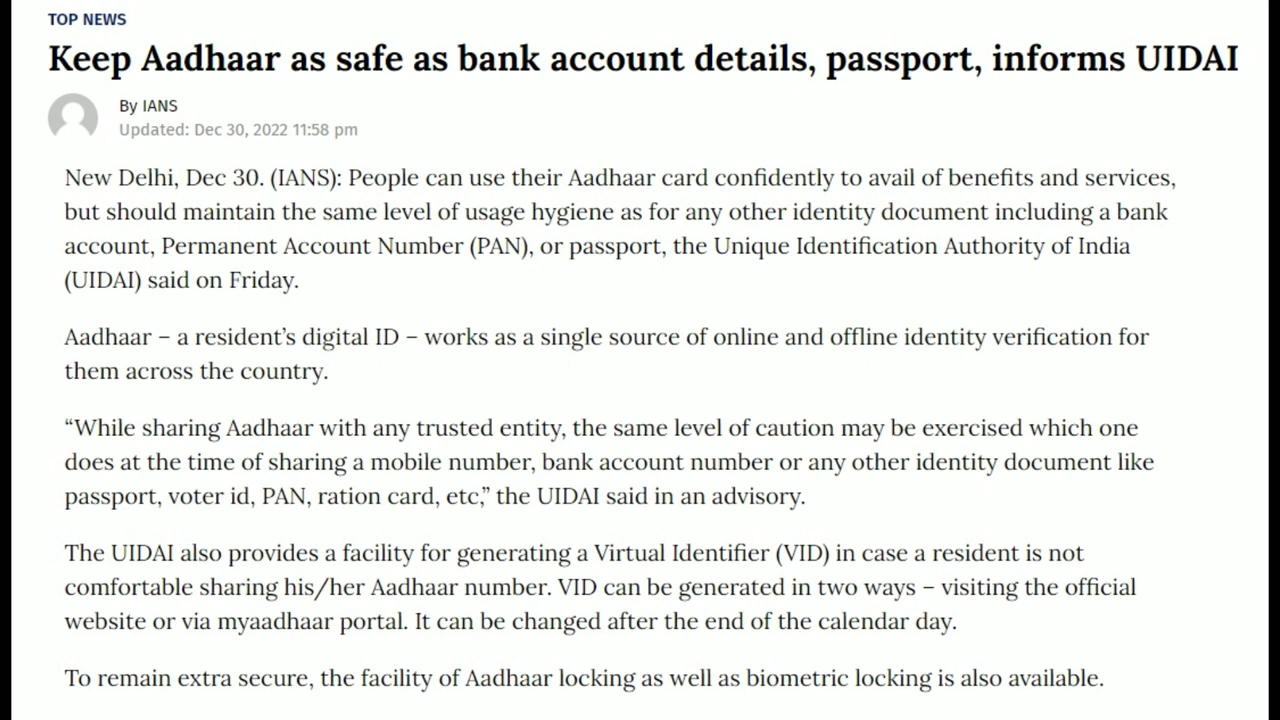 TOP NEWS
Keep Aadhaar as safe as bank account details, passport, informs UIDAI
By IANS
Updated: Dec 30, 2022 11:58 pm
New Delhi, Dec 30. (IANS): People can use their Aadhaar card confidently to avail of benefits and services,
but should maintain the same level of usage hygiene as for any other identity document including a bank
account, Permanent Account Number (PAN), or passport, the Unique Identification Authority of India
(UIDAI) said on Friday.
Aadhaar – a resident’s digital ID – works as a single source of online and offline identity verification for
them across the country.
“While sharing Aadhaar with any trusted entity, the same level of caution may be exercised which one
does at the time of sharing a mobile number, bank account number or any other identity document like
passport, voter id, PAN, ration card, etc,” the UIDAI said in an advisory.
The UIDAI also provides a facility for generating a Virtual Identifier (VID) in case a resident is not
comfortable sharing his/her Aadhaar number. VID can be generated in two ways – visiting the official
website or via myaadhaar portal. It can be changed after the end of the calendar day.
To remain extra secure, the facility of Aadhaar locking as well as biometric locking is also available.